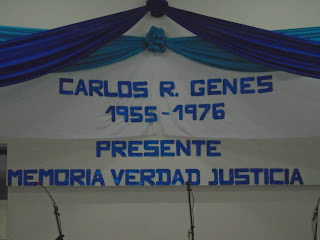 CARLOS R. GENES
1955-1976
PRESENTE
MEMORIA VERDAD JUSTICIA